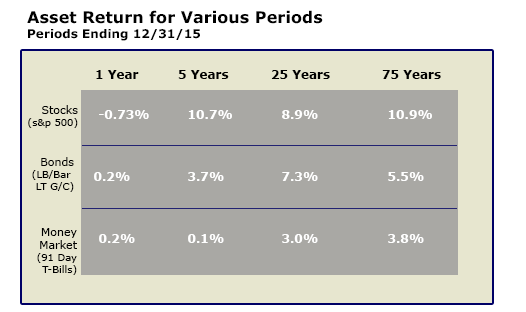 Asset Return for Various Periods
Periods Ending 12/31/15
1 Year 5 Years 25 Years 75 Years
Stocks
(s&p 500)
-0.73% 10.7% 8.9% 10.9%
Bonds
(LB/Bar
LT G/C)
0.2% 3.7% 7.3% 5.5%
Money
Market
(91 Day
T-Bills)
0.2% 0.1% 3.0% 3.8%